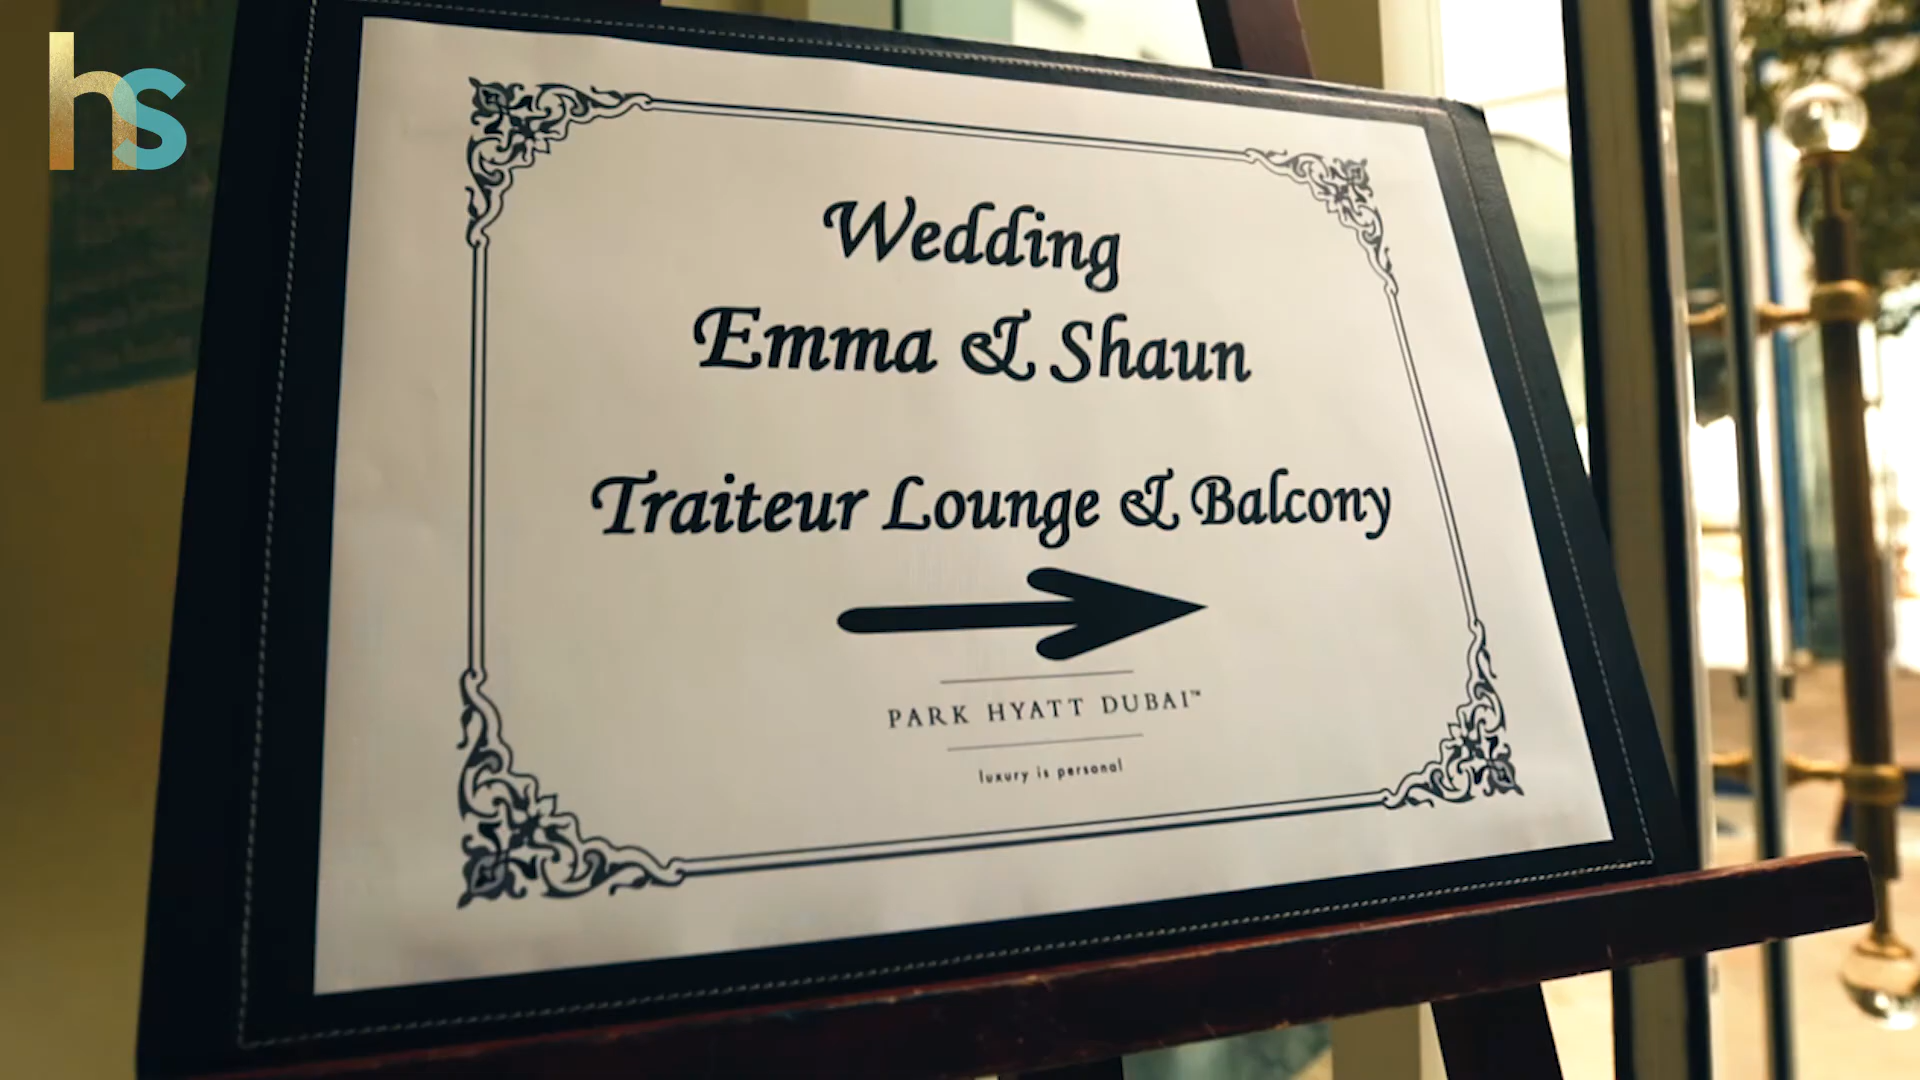 hs
Wedding
Emma & Shaun
Traiteur Lounge & Balcony
PARK HYATT DUBAI™
luxury is personal